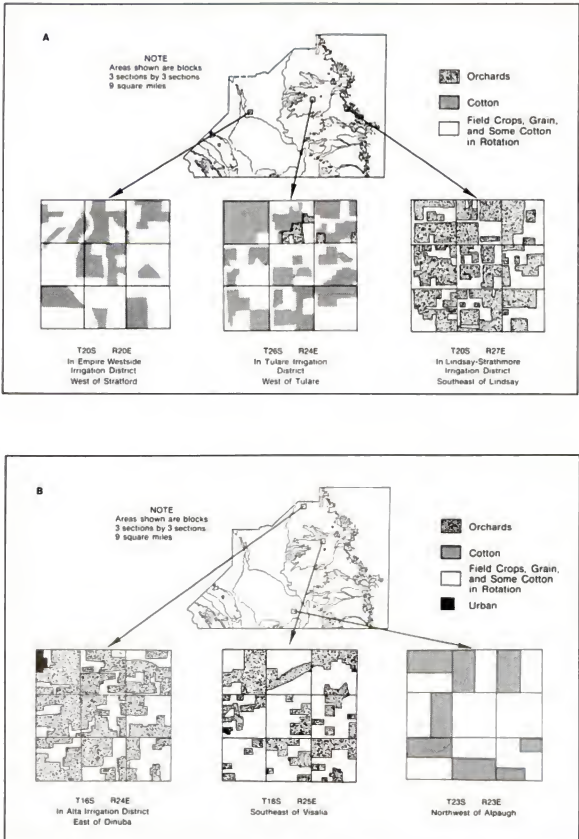 A
NOTE
Areas shown are blocks
3 sections by 3 sections
9 square miles
Orchards
Cotton
Field Crops, Grain,
and Some Cotton
in Rotation
T20S R20E
In Empire Westside
Irrigation District
West of Stratford
T26S R24E
In Tulare Irrigation
District
West of Tulare
T20S R27E
In Lindsay-Strathmore
Irrigation District
Southeast of Lindsay
B
NOTE
Areas shown are blocks
3 sections by 3 sections
9 square miles
Orchards
Cotton
Field Crops, Grain,
and Some Cotton
in Rotation
Urban
T16S R24E
In Alta Irrigation District
East of Dinuba
T18S R25E
Southeast of Visalia
T23S R23E
Northwest of Alpaugh